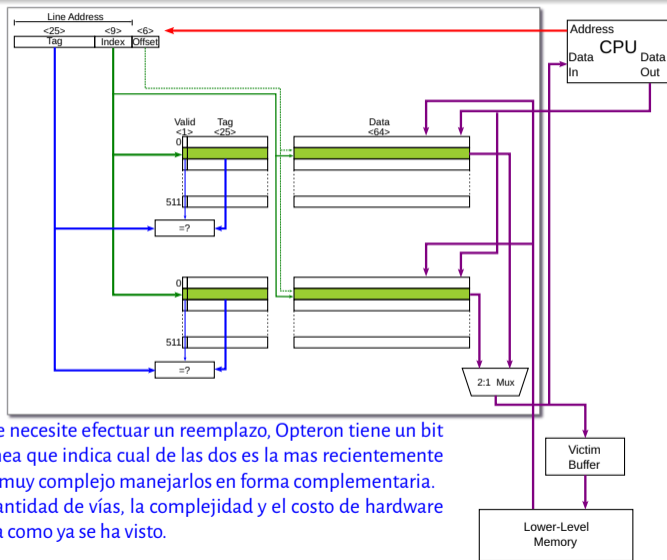 Line Address
<25> <9> <6>
Tag Index Offset
Address
CPU
Data Data
In Out
Valid Tag Data
<1> <25> <64>
0
511
=?
0
511
=?
2:1 Mux
e necesite efectuar un reemplazo, Opteron tiene un bit
nea que indica cual de las dos es la mas recientemente
muy complejo manejarlos en forma complementaria.
antidad de vías, la complejidad y el costo de hardware
a como ya se ha visto.
Victim
Buffer
Lower-Level
Memory